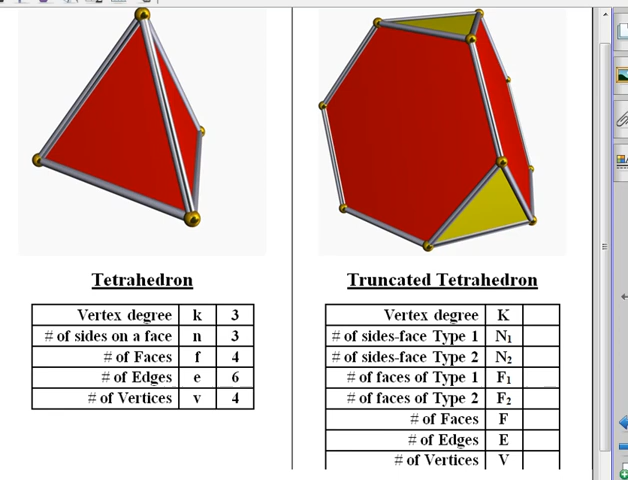 Tetrahedron
Vertex degree k 3
# of sides on a face n 3
# of Faces f 4
# of Edges e 6
# of Vertices v 4
Truncated Tetrahedron
Vertex degree K
# of sides-face Type 1 N₁
# of sides-face Type 2 N₂
# of faces of Type 1 F₁
# of faces of Type 2 F₂
# of Faces F
# of Edges E
# of Vertices V